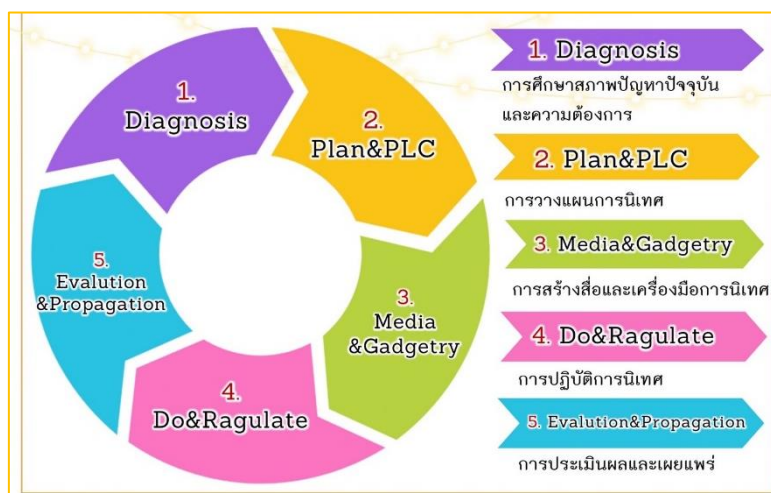 1.
Diagnosis
2.
Plan&PLC
3.
Media
&Gadgetry
4.
Do&Ragulate
5.
Evalution
&Propagation
1. Diagnosis
การศึกษาสภาพปัญหาปัจจุบัน
และความต้องการ
2. Plan&PLC
การวางแผนการนิเทศ
3. Media&Gadgetry
การสร้างสื่อและเครื่องมือการนิเทศ
4. Do&Ragulate
การปฏิบัติการนิเทศ
5. Evalution&Propagation
การประเมินผลและเผยแพร่